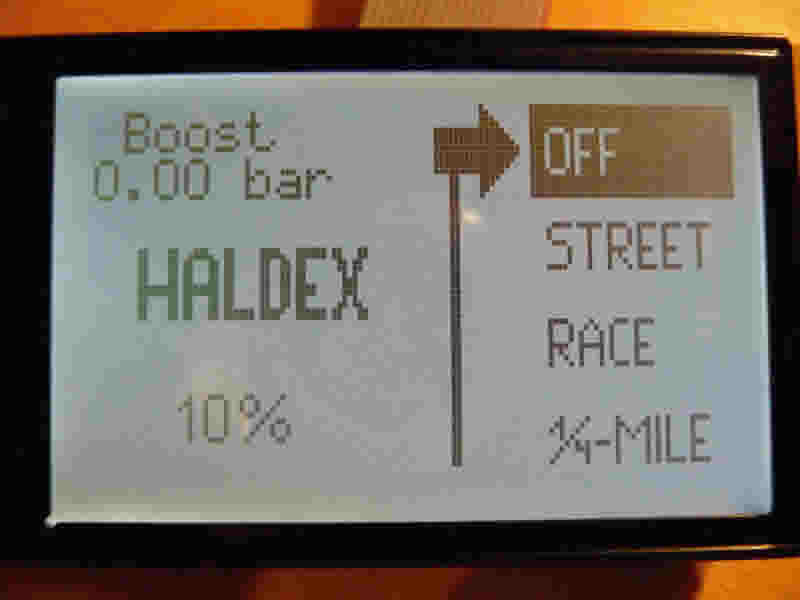 Boost
0.00 bar
HALDEX
10%
OFF
STREET
RACE
¼-MILE